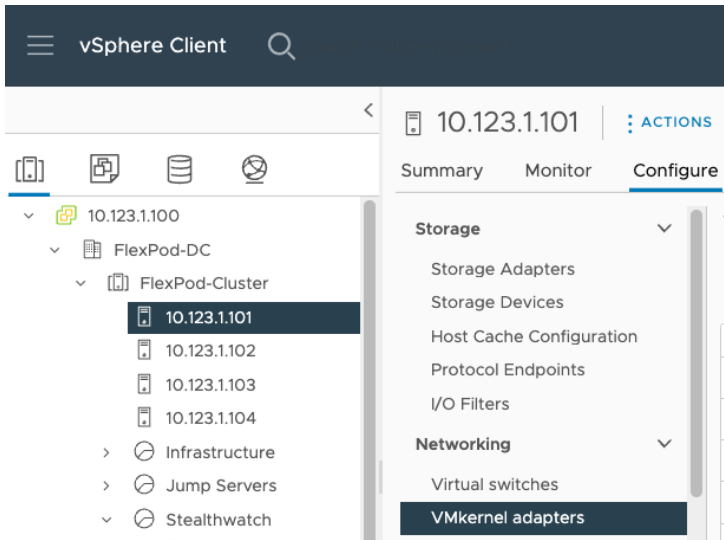 vSphere Client
10.123.1.101
ACTIONS
Summary Monitor Configure
10.123.1.100
FlexPod-DC
FlexPod-Cluster
10.123.1.101
10.123.1.102
10.123.1.103
10.123.1.104
Infrastructure
Jump Servers
Stealthwatch
Storage
Storage Adapters
Storage Devices
Host Cache Configuration
Protocol Endpoints
I/O Filters
Networking
Virtual switches
VMkernel adapters